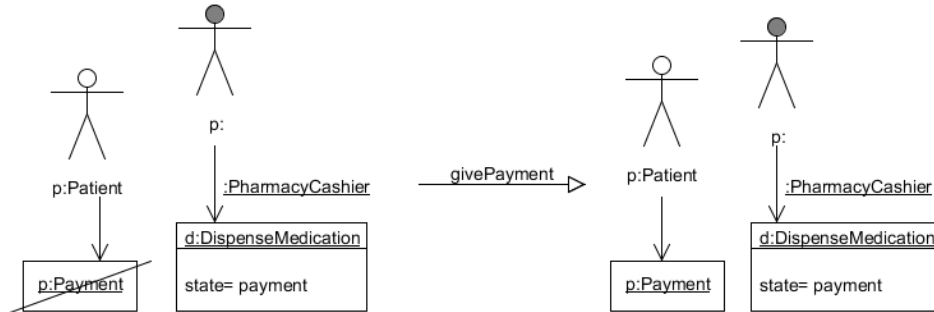 p:
p:Patient
:PharmacyCashier
d:DispenseMedication
p:Payment
state= payment
givePayment
p:
p:Patient
:PharmacyCashier
d:DispenseMedication
p:Payment
state= payment